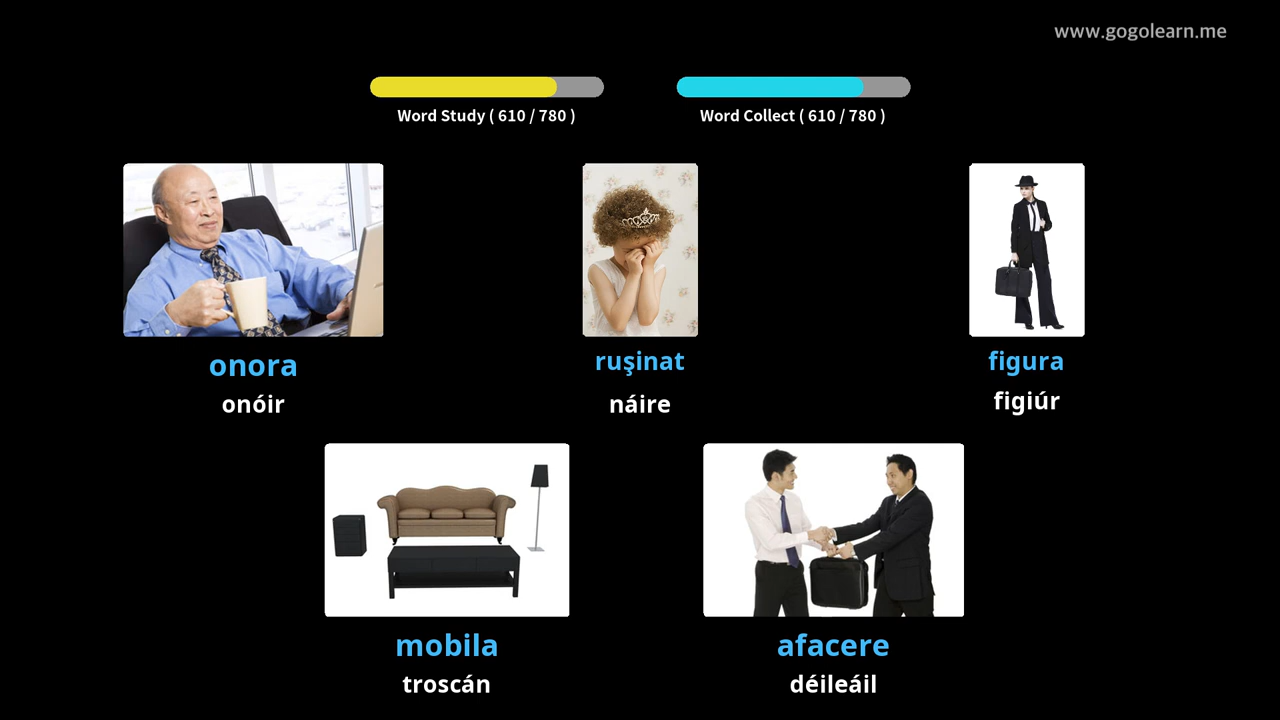 www.gogolearn.me
Word Study ( 610 / 780 )
Word Collect ( 610 / 780 )
onora
onóir
ruşinat
náire
figura
figiúr
mobila
troscán
afacere
déileáil